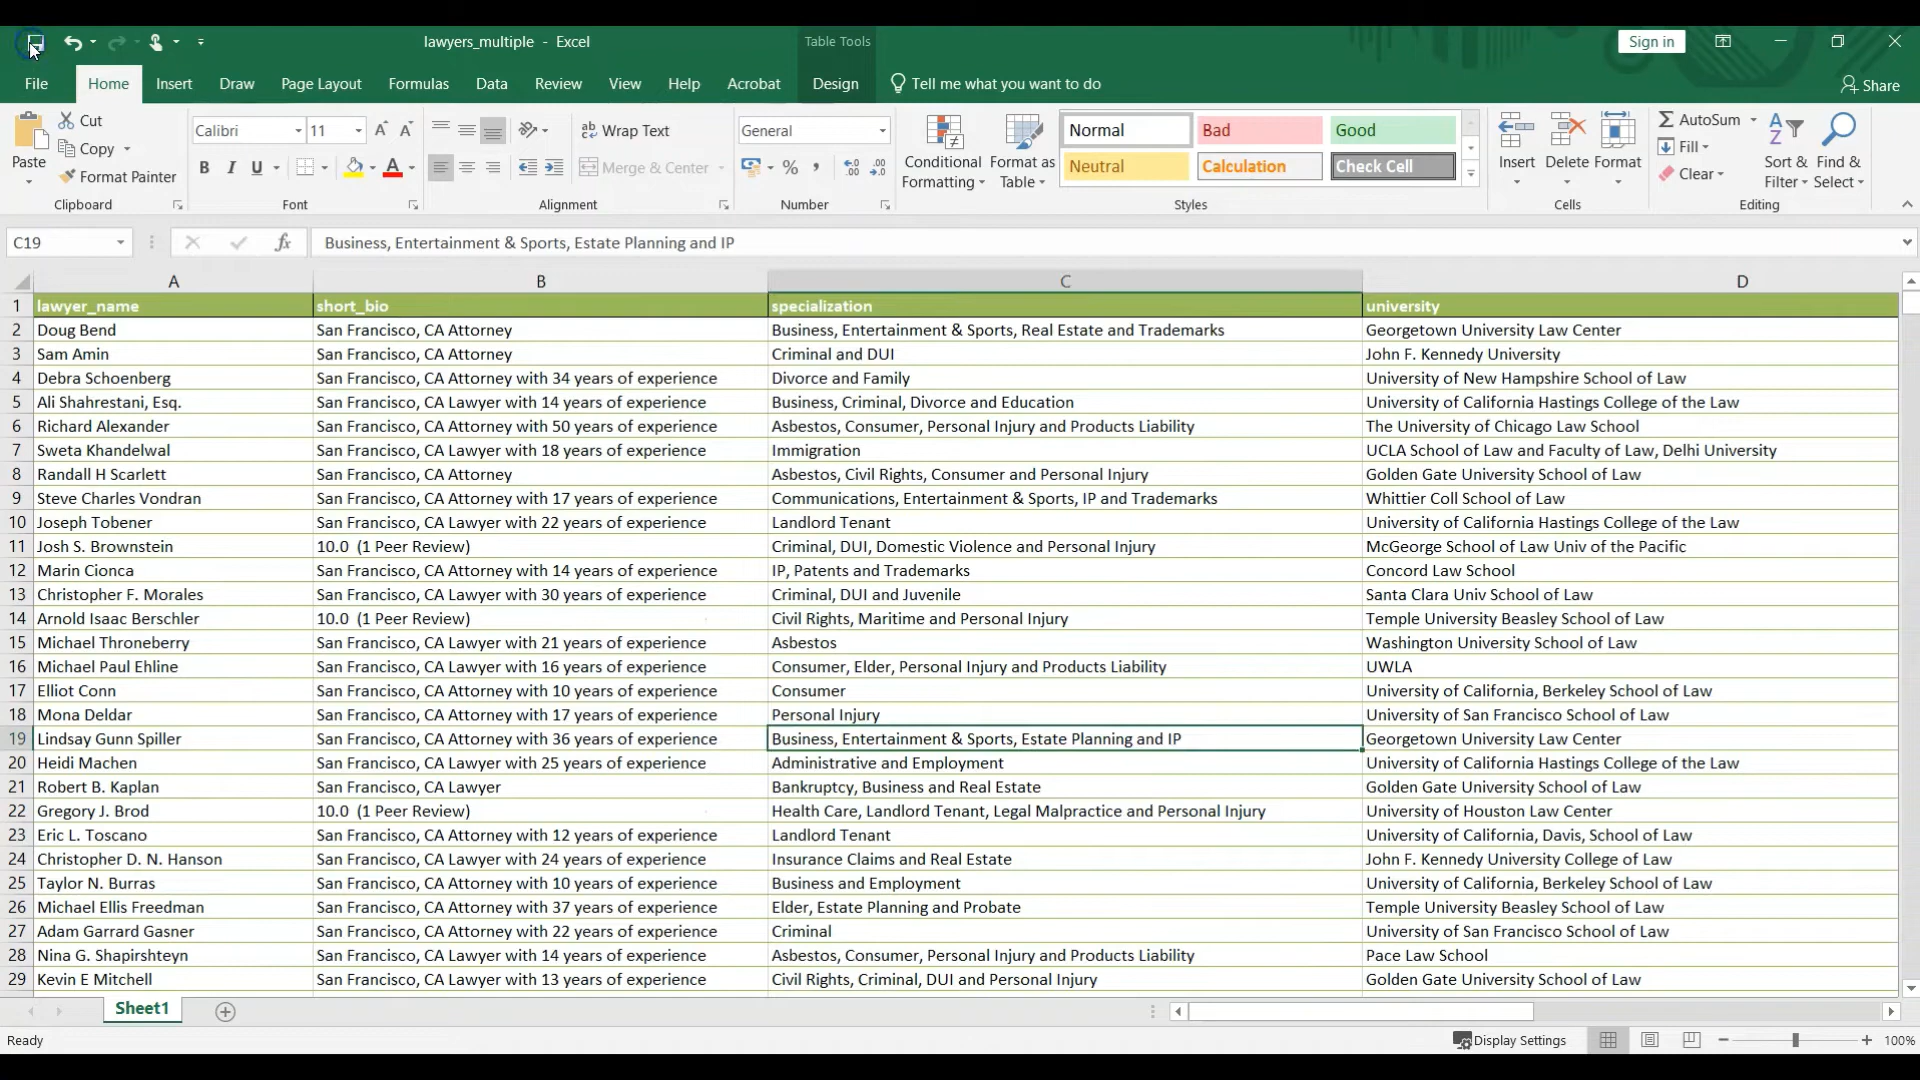 lawyers_multiple - Excel
Table Tools
Sign in
File Home Insert Draw Page Layout Formulas Data Review View Help Acrobat Design Tell me what you want to do Share
Paste Cut Copy Format Painter
Clipboard
Calibri 11
B I U A
Font
Wrap Text
Merge & Center
Alignment
General
%
Number
Conditional Formatting Format as Table
Normal Bad Good
Neutral Calculation Check Cell
Styles
Insert Delete Format
Cells
AutoSum Fill Clear
Sort & Filter Find & Select
Editing
C19 fx Business, Entertainment & Sports, Estate Planning and IP
A B C D
1 lawyer_name short_bio specialization university
2 Doug Bend San Francisco, CA Attorney Business, Entertainment & Sports, Real Estate and Trademarks Georgetown University Law Center
3 Sam Amin San Francisco, CA Attorney Criminal and DUI John F. Kennedy University
4 Debra Schoenberg San Francisco, CA Attorney with 34 years of experience Divorce and Family University of New Hampshire School of Law
5 Ali Shahrestani, Esq. San Francisco, CA Lawyer with 14 years of experience Business, Criminal, Divorce and Education University of California Hastings College of the Law
6 Richard Alexander San Francisco, CA Attorney with 50 years of experience Asbestos, Consumer, Personal Injury and Products Liability The University of Chicago Law School
7 Sweta Khandelwal San Francisco, CA Lawyer with 18 years of experience Immigration UCLA School of Law and Faculty of Law, Delhi University
8 Randall H Scarlett San Francisco, CA Attorney Asbestos, Civil Rights, Consumer and Personal Injury Golden Gate University School of Law
9 Steve Charles Vondran San Francisco, CA Attorney with 17 years of experience Communications, Entertainment & Sports, IP and Trademarks Whittier Coll School of Law
10 Joseph Tobener San Francisco, CA Lawyer with 22 years of experience Landlord Tenant University of California Hastings College of the Law
11 Josh S. Brownstein 10.0 (1 Peer Review) Criminal, DUI, Domestic Violence and Personal Injury McGeorge School of Law Univ of the Pacific
12 Marin Cionca San Francisco, CA Attorney with 14 years of experience IP, Patents and Trademarks Concord Law School
13 Christopher F. Morales San Francisco, CA Lawyer with 30 years of experience Criminal, DUI and Juvenile Santa Clara Univ School of Law
14 Arnold Isaac Berschler 10.0 (1 Peer Review) Civil Rights, Maritime and Personal Injury Temple University Beasley School of Law
15 Michael Throneberry San Francisco, CA Lawyer with 21 years of experience Asbestos Washington University School of Law
16 Michael Paul Ehline San Francisco, CA Lawyer with 16 years of experience Consumer, Elder, Personal Injury and Products Liability UWLA
17 Elliot Conn San Francisco, CA Attorney with 10 years of experience Consumer University of California, Berkeley School of Law
18 Mona Deldar San Francisco, CA Attorney with 17 years of experience Personal Injury University of San Francisco School of Law
19 Lindsay Gunn Spiller San Francisco, CA Attorney with 36 years of experience Business, Entertainment & Sports, Estate Planning and IP Georgetown University Law Center
20 Heidi Machen San Francisco, CA Lawyer with 25 years of experience Administrative and Employment University of California Hastings College of the Law
21 Robert B. Kaplan San Francisco, CA Lawyer Bankruptcy, Business and Real Estate Golden Gate University School of Law
22 Gregory J. Brod 10.0 (1 Peer Review) Health Care, Landlord Tenant, Legal Malpractice and Personal Injury University of Houston Law Center
23 Eric L. Toscano San Francisco, CA Attorney with 12 years of experience Landlord Tenant University of California, Davis, School of Law
24 Christopher D. N. Hanson San Francisco, CA Lawyer with 24 years of experience Insurance Claims and Real Estate John F. Kennedy University College of Law
25 Taylor N. Burras San Francisco, CA Attorney with 10 years of experience Business and Employment University of California, Berkeley School of Law
26 Michael Ellis Freedman San Francisco, CA Attorney with 37 years of experience Elder, Estate Planning and Probate Temple University Beasley School of Law
27 Adam Garrard Gasner San Francisco, CA Attorney with 22 years of experience Criminal University of San Francisco School of Law
28 Nina G. Shapirshteyn San Francisco, CA Lawyer with 14 years of experience Asbestos, Consumer, Personal Injury and Products Liability Pace Law School
29 Kevin E Mitchell San Francisco, CA Lawyer with 13 years of experience Civil Rights, Criminal, DUI and Personal Injury Golden Gate University School of Law
Sheet1
Ready Display Settings 100%